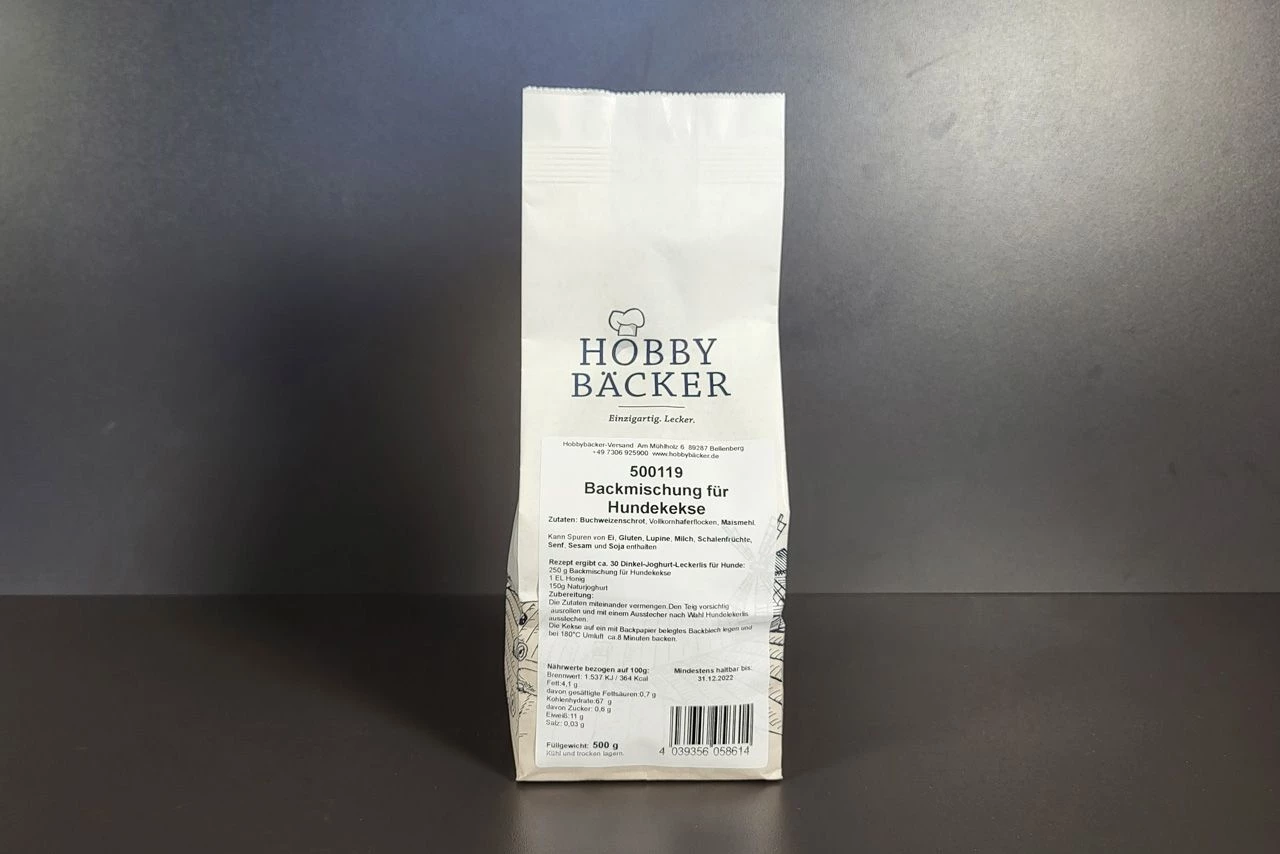 HOBBY
BÄCKER
Einzigartig. Lecker.
Hobbybäcker-Versand Am Mühlholz 6 89287 Bellenberg
+49 7306 925900 www.hobbybäcker.de
500119
Backmischung für
Hundekekse
Zutaten: Buchweizenschrot, Vollkornhaferflocken, Maismehl.
Kann Spuren von Ei, Gluten, Lupine, Milch, Schalenfrüchte,
Senf, Sesam und Soja enthalten
Rezept ergibt ca. 30 Dinkel-Joghurt-Leckerlis für Hunde:
250 g Backmischung für Hundekekse
1 EL Honig
150g Naturjoghurt
Zubereitung:
Die Zutaten miteinander vermengen.Den Teig vorsichtig
ausrollen und mit einem Ausstecher nach Wahl Hundelekerlis
ausstechen.
Die Kekse auf ein mit Backpapier belegtes Backblech legen und
bei 180°C Umluft ca.8 Minuten backen.
Nährwerte bezogen auf 100g:
Brennwert: 1.537 KJ / 364 Kcal
Fett:4,1 g
davon gesättigte Fettsäuren:0,7 g
Kohlenhydrate:67 g
davon Zucker: 0,6 g
Eiweiß:11 g
Salz: 0,03 g
Mindestens haltbar bis:
31.12.2022
Füllgewicht: 500 g
Kühl und trocken lagern.
4 039356 058614